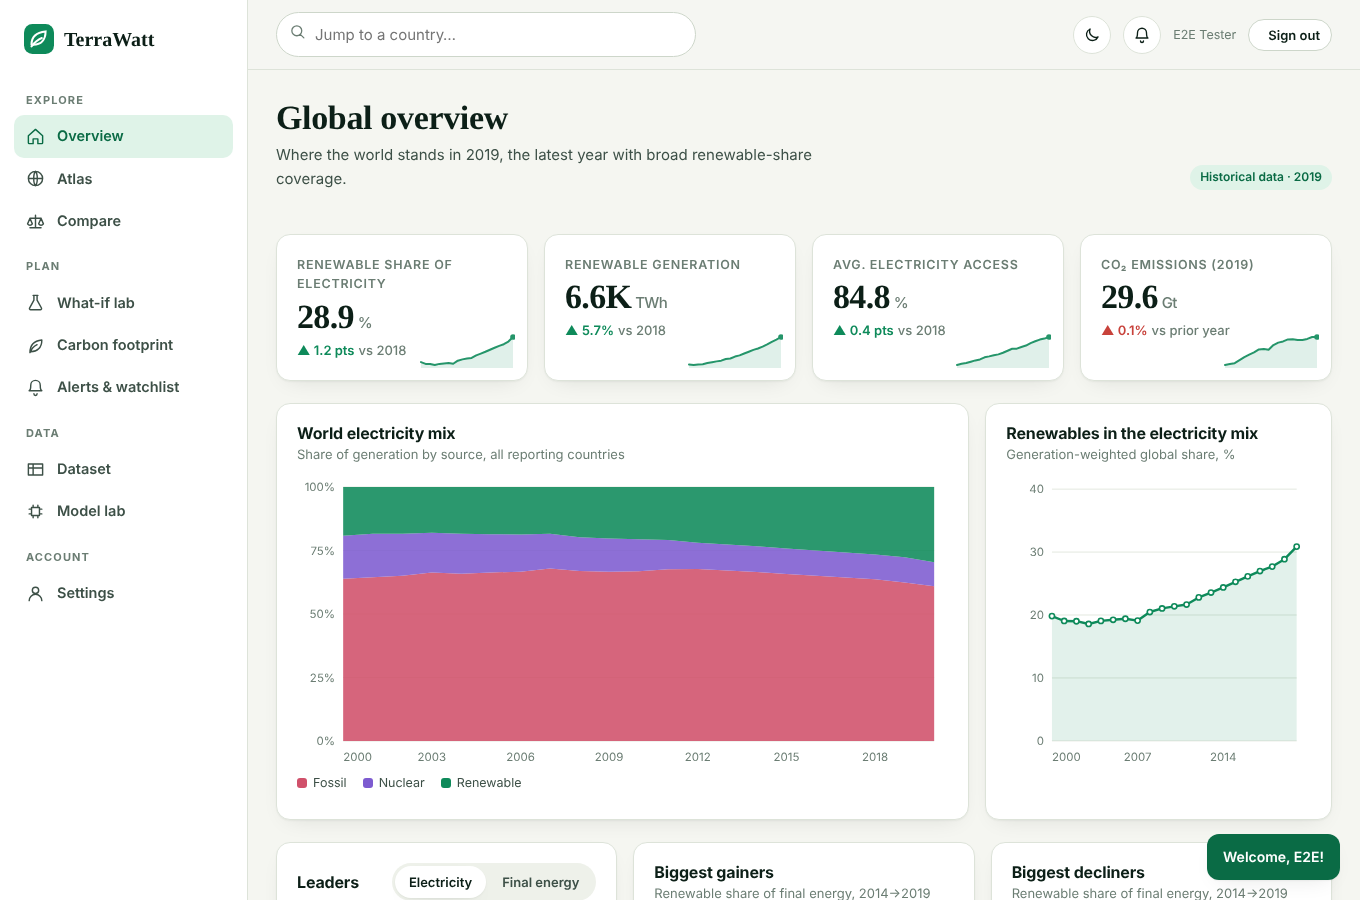 TerraWatt
EXPLORE
Overview
Atlas
Compare
PLAN
What-if lab
Carbon footprint
Alerts & watchlist
DATA
Dataset
Model lab
ACCOUNT
Settings
Jump to a country...
E2E Tester
Sign out
Global overview
Where the world stands in 2019, the latest year with broad renewable-share
coverage.
Historical data · 2019
RENEWABLE SHARE OF
ELECTRICITY
28.9 %
▲ 1.2 pts vs 2018
RENEWABLE GENERATION
6.6K TWh
▲ 5.7% vs 2018
AVG. ELECTRICITY ACCESS
84.8 %
▲ 0.4 pts vs 2018
CO₂ EMISSIONS (2019)
29.6 Gt
▲ 0.1% vs prior year
World electricity mix
Share of generation by source, all reporting countries
100%
75%
50%
25%
0%
2000 2003 2006 2009 2012 2015 2018
Fossil Nuclear Renewable
Renewables in the electricity mix
Generation-weighted global share, %
40
30
20
10
0
2000 2007 2014
Leaders
Electricity Final energy
Biggest gainers
Renewable share of final energy, 2014→2019
Biggest decliners
Renewable share of final energy, 2014→2019
Welcome, E2E!